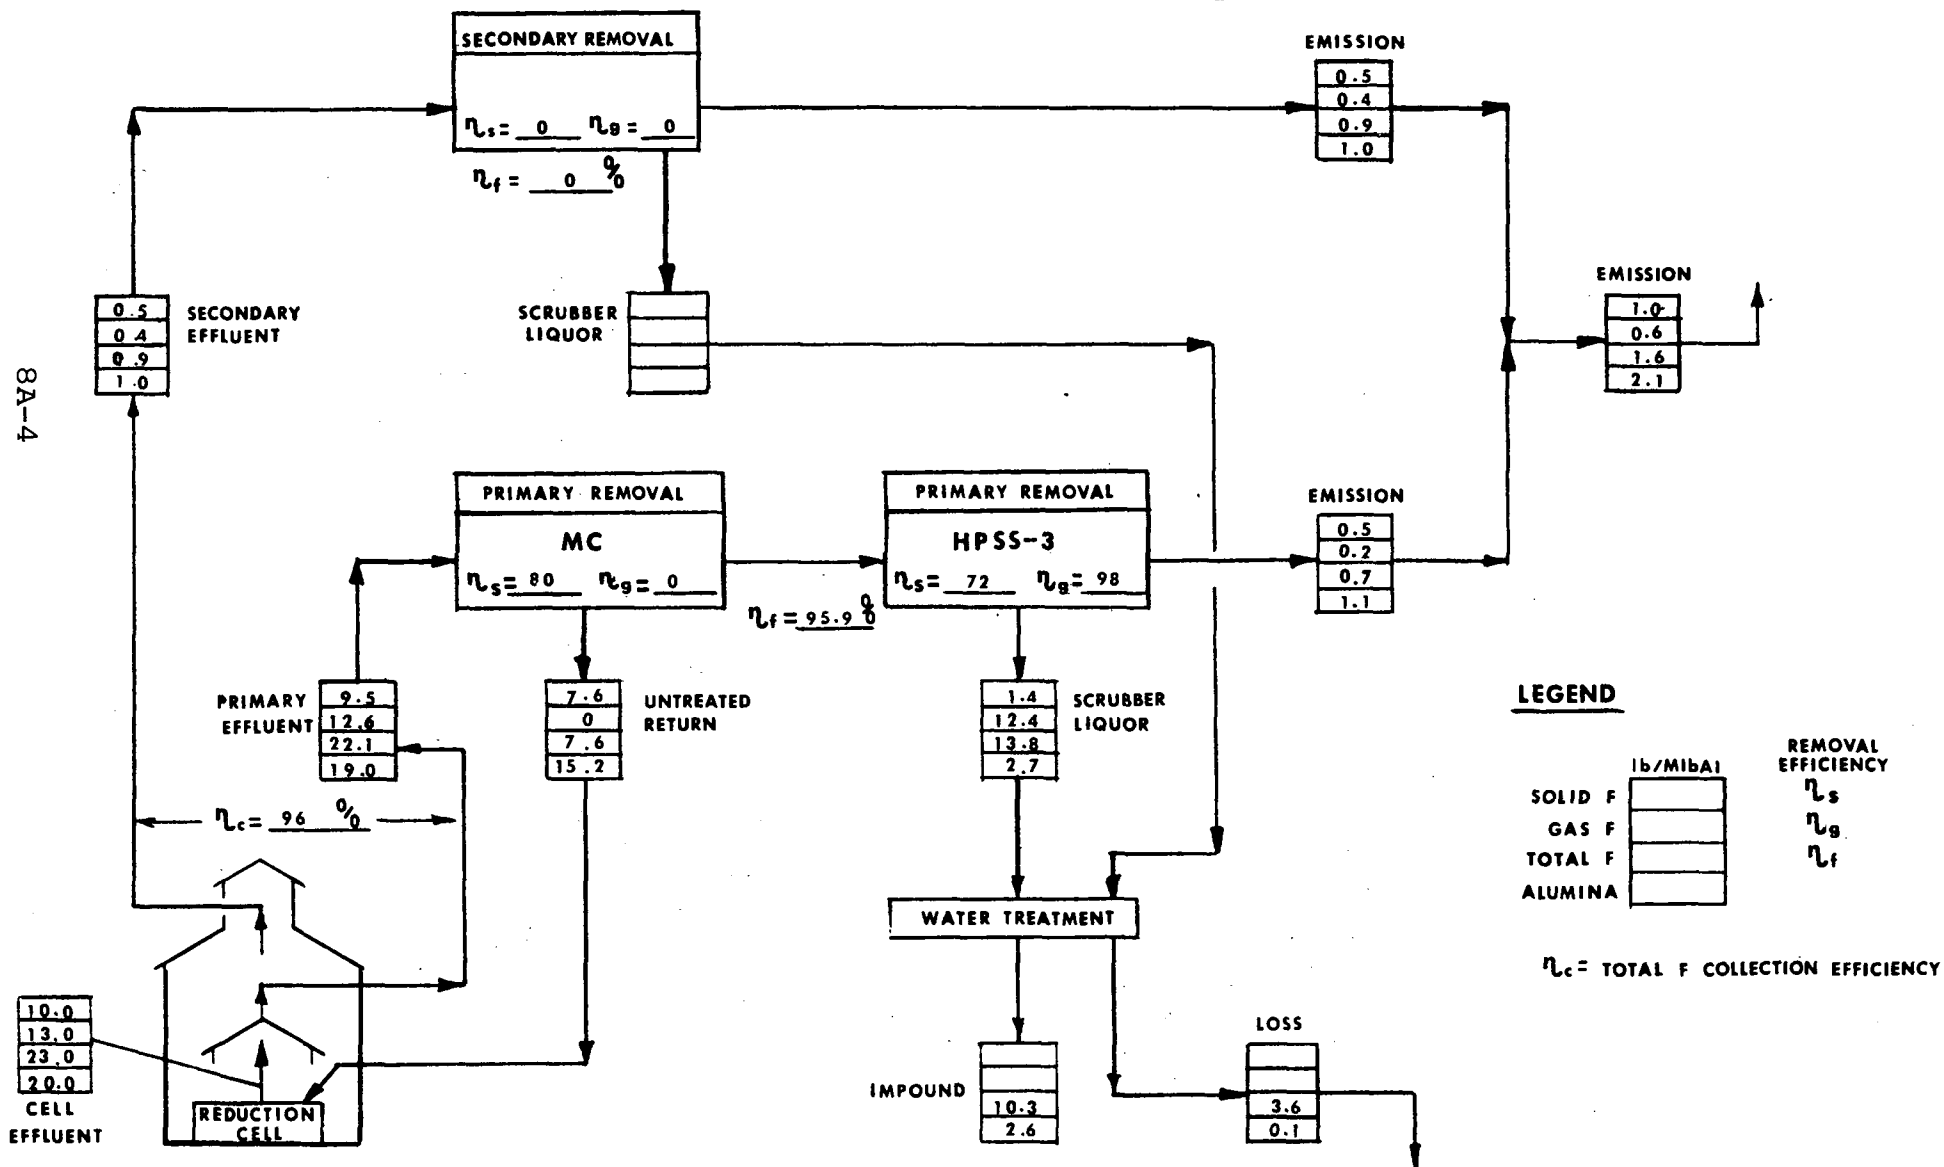 SECONDARY REMOVAL
ηs= 0 ηg= 0
ηf = 0 %
EMISSION
0.5
0.4
0.9
1.0
SECONDARY
EFFLUENT
0.5
0.4
0.9
1.0
SCRUBBER
LIQUOR
EMISSION
1.0
0.6
1.6
2.1
8A-4
PRIMARY REMOVAL
MC
ηs= 80 ηg= 0
ηf = 95.9 %
PRIMARY REMOVAL
HPSS-3
ηs= 72 ηg= 98
EMISSION
0.5
0.2
0.7
1.1
PRIMARY
EFFLUENT
9.5
12.6
22.1
19.0
7.6
0
7.6
15.2
UNTREATED
RETURN
1.4
12.4
13.8
2.7
SCRUBBER
LIQUOR
LEGEND
lb/MlbAl
REMOVAL
EFFICIENCY
SOLID F ηs
GAS F ηg
TOTAL F ηf
ALUMINA
ηc= TOTAL F COLLECTION EFFICIENCY
ηc= 96 %
WATER TREATMENT
10.0
13.0
23.0
20.0
CELL
EFFLUENT
REDUCTION
CELL
IMPOUND
10.3
2.6
LOSS
3.6
0.1